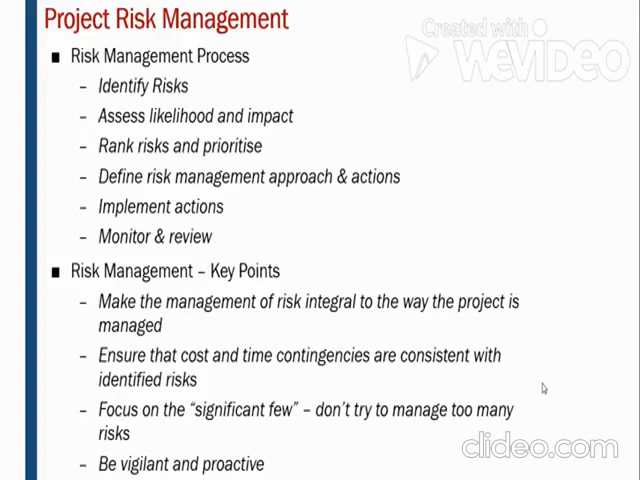 Project Risk Management
Created with
WEVIDEO
■ Risk Management Process
– Identify Risks
– Assess likelihood and impact
– Rank risks and prioritise
– Define risk management approach & actions
– Implement actions
– Monitor & review
■ Risk Management – Key Points
– Make the management of risk integral to the way the project is
managed
– Ensure that cost and time contingencies are consistent with
identified risks
– Focus on the “significant few” – don’t try to manage too many
risks
– Be vigilant and proactive
clideo.com